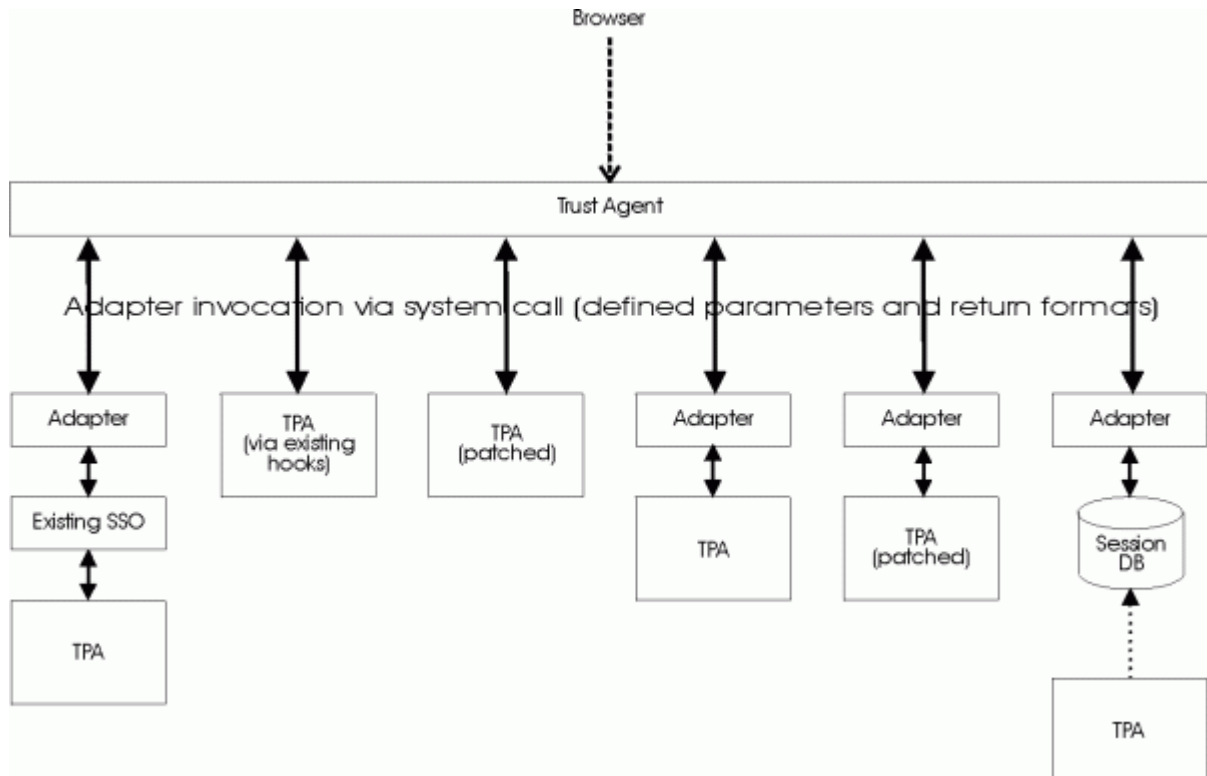 Browser
Trust Agent
Adapter invocation via system call (defined parameters and return formats)
Adapter
TPA
(via existing
hooks)
TPA
(patched)
Adapter
Adapter
Adapter
Existing SSO
TPA
TPA
(patched)
Session
DB
TPA
TPA